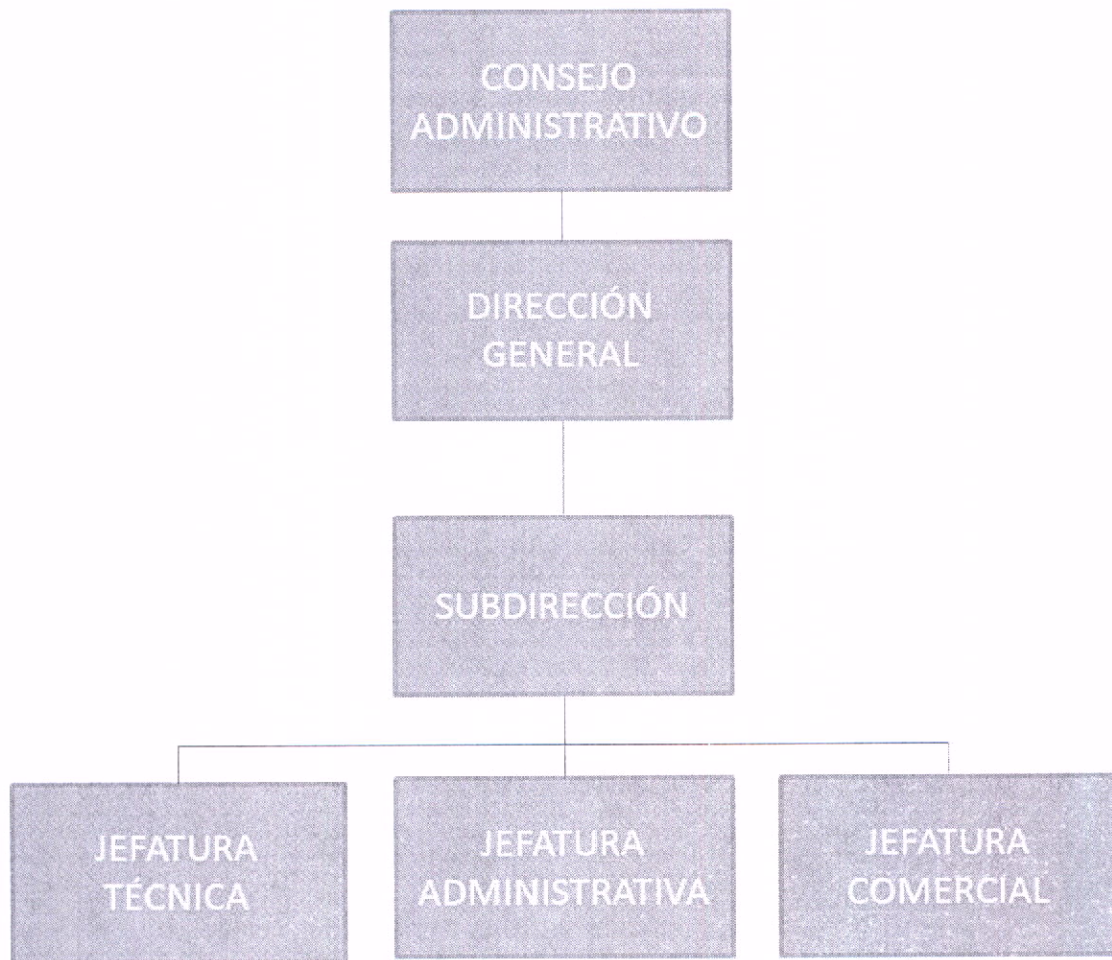 CONSEJO
ADMINISTRATIVO
DIRECCIÓN
GENERAL
SUBDIRECCIÓN
JEFATURA
TÉCNICA
JEFATURA
ADMINISTRATIVA
JEFATURA
COMERCIAL